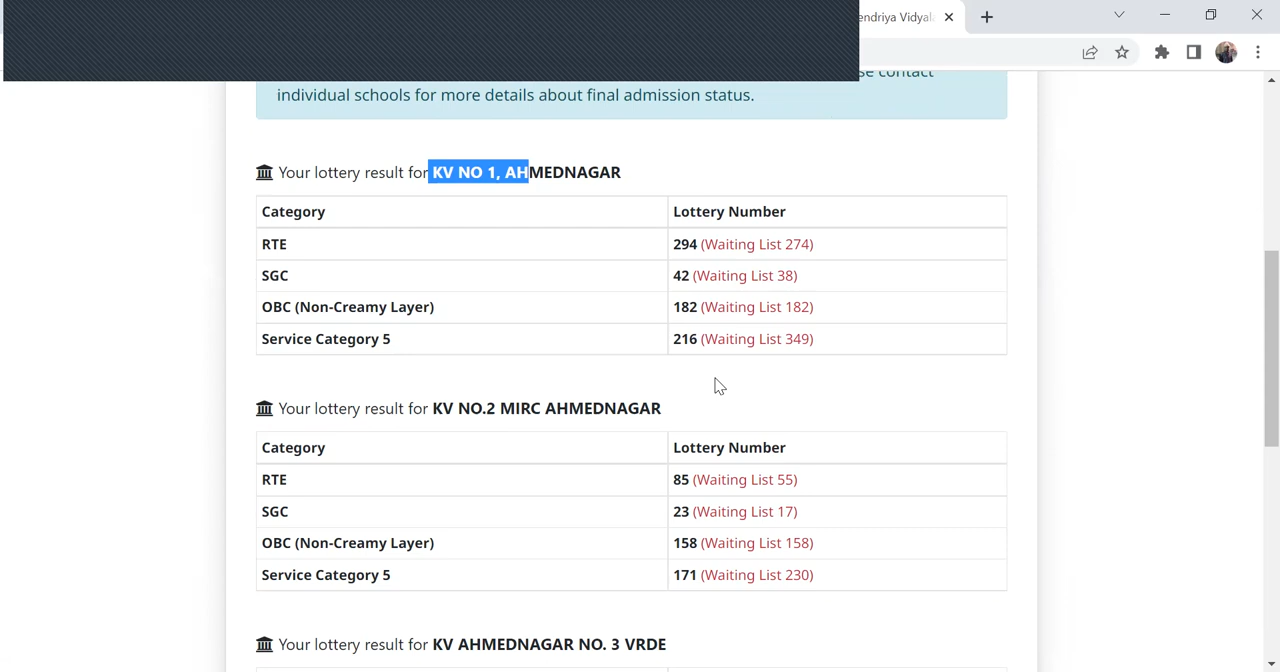 endriya Vidyal
se contact
individual schools for more details about final admission status.
Your lottery result for KV NO 1, AHMEDNAGAR
Category Lottery Number
RTE 294 (Waiting List 274)
SGC 42 (Waiting List 38)
OBC (Non-Creamy Layer) 182 (Waiting List 182)
Service Category 5 216 (Waiting List 349)
Your lottery result for KV NO.2 MIRC AHMEDNAGAR
Category Lottery Number
RTE 85 (Waiting List 55)
SGC 23 (Waiting List 17)
OBC (Non-Creamy Layer) 158 (Waiting List 158)
Service Category 5 171 (Waiting List 230)
Your lottery result for KV AHMEDNAGAR NO. 3 VRDE